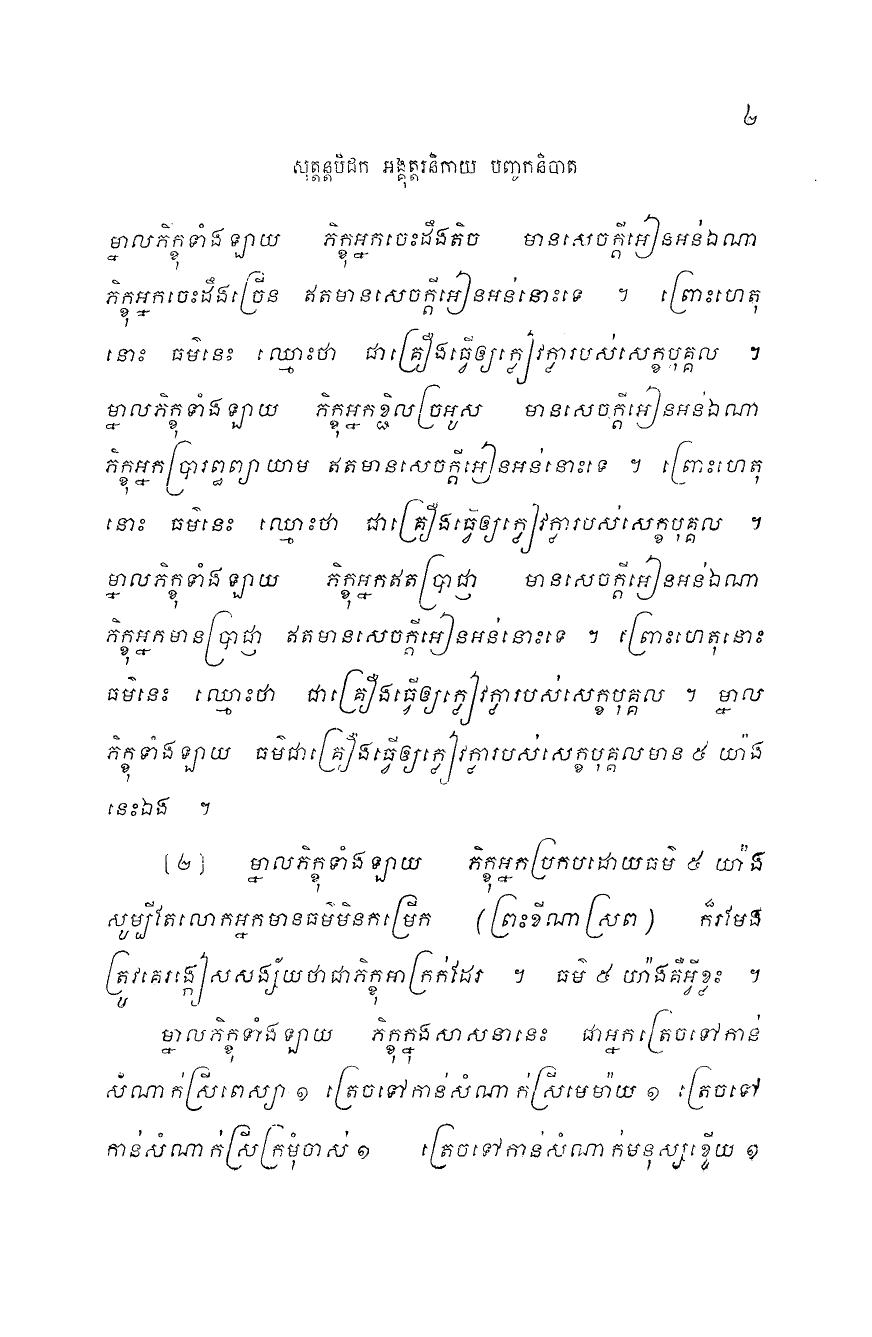 ២
សុត្តន្តបិដក អង្គុត្តរនិកាយ បញ្ចកនិបាត
ម្នាលភិក្ខុទាំងឡាយ ភិក្ខុអ្នកចេះដឹងតិច មានសេចក្តីអៀនអន់ឯណា
ភិក្ខុអ្នកចេះដឹងច្រើន ឥតមានសេចក្តីអៀនអន់នោះទេ ។ ព្រោះហេតុ
នោះ ធម៌នេះ ឈ្មោះថា ជាគ្រឿងធ្វើឲ្យក្លៀវក្លារបស់សេក្ខបុគ្គល ។
ម្នាលភិក្ខុទាំងឡាយ ភិក្ខុអ្នកខ្ជិលច្រអូស មានសេចក្តីអៀនអន់ឯណា
ភិក្ខុអ្នកប្រារព្ធព្យាយាម ឥតមានសេចក្តីអៀនអន់នោះទេ ។ ព្រោះហេតុ
នោះ ធម៌នេះ ឈ្មោះថា ជាគ្រឿងធ្វើឲ្យក្លៀវក្លារបស់សេក្ខបុគ្គល ។
ម្នាលភិក្ខុទាំងឡាយ ភិក្ខុអ្នកឥតប្រាជ្ញា មានសេចក្តីអៀនអន់ឯណា
ភិក្ខុអ្នកមានប្រាជ្ញា ឥតមានសេចក្តីអៀនអន់នោះទេ ។ ព្រោះហេតុនោះ
ធម៌នេះ ឈ្មោះថា ជាគ្រឿងធ្វើឲ្យក្លៀវក្លារបស់សេក្ខបុគ្គល ។ ម្នាល
ភិក្ខុទាំងឡាយ ធម៌ជាគ្រឿងធ្វើឲ្យក្លៀវក្លារបស់សេក្ខបុគ្គលមាន ៥ យ៉ាង
នេះឯង ។
[២] ម្នាលភិក្ខុទាំងឡាយ ភិក្ខុអ្នកប្រកបដោយធម៌ ៥ យ៉ាង
សូម្បីតែលោកអ្នកមានធម៌មិនកម្រើក (ព្រះខីណាស្រព) ក៏រមែង
ត្រូវគេរង្កៀសសង្ស័យថាជាភិក្ខុអាក្រក់ដែរ ។ ធម៌ ៥ យ៉ាងគឺអ្វីខ្លះ ។
ម្នាលភិក្ខុទាំងឡាយ ភិក្ខុក្នុងសាសនានេះ ជាអ្នកត្រេចទៅកាន់
សំណាក់ស្រីពេស្យា ១ ត្រេចទៅកាន់សំណាក់ស្រីមេម៉ាយ ១ ត្រេចទៅ
កាន់សំណាក់ស្រីក្រមុំចាស់ ១ ត្រេចទៅកាន់សំណាក់មនុស្សខ្ទើយ ១